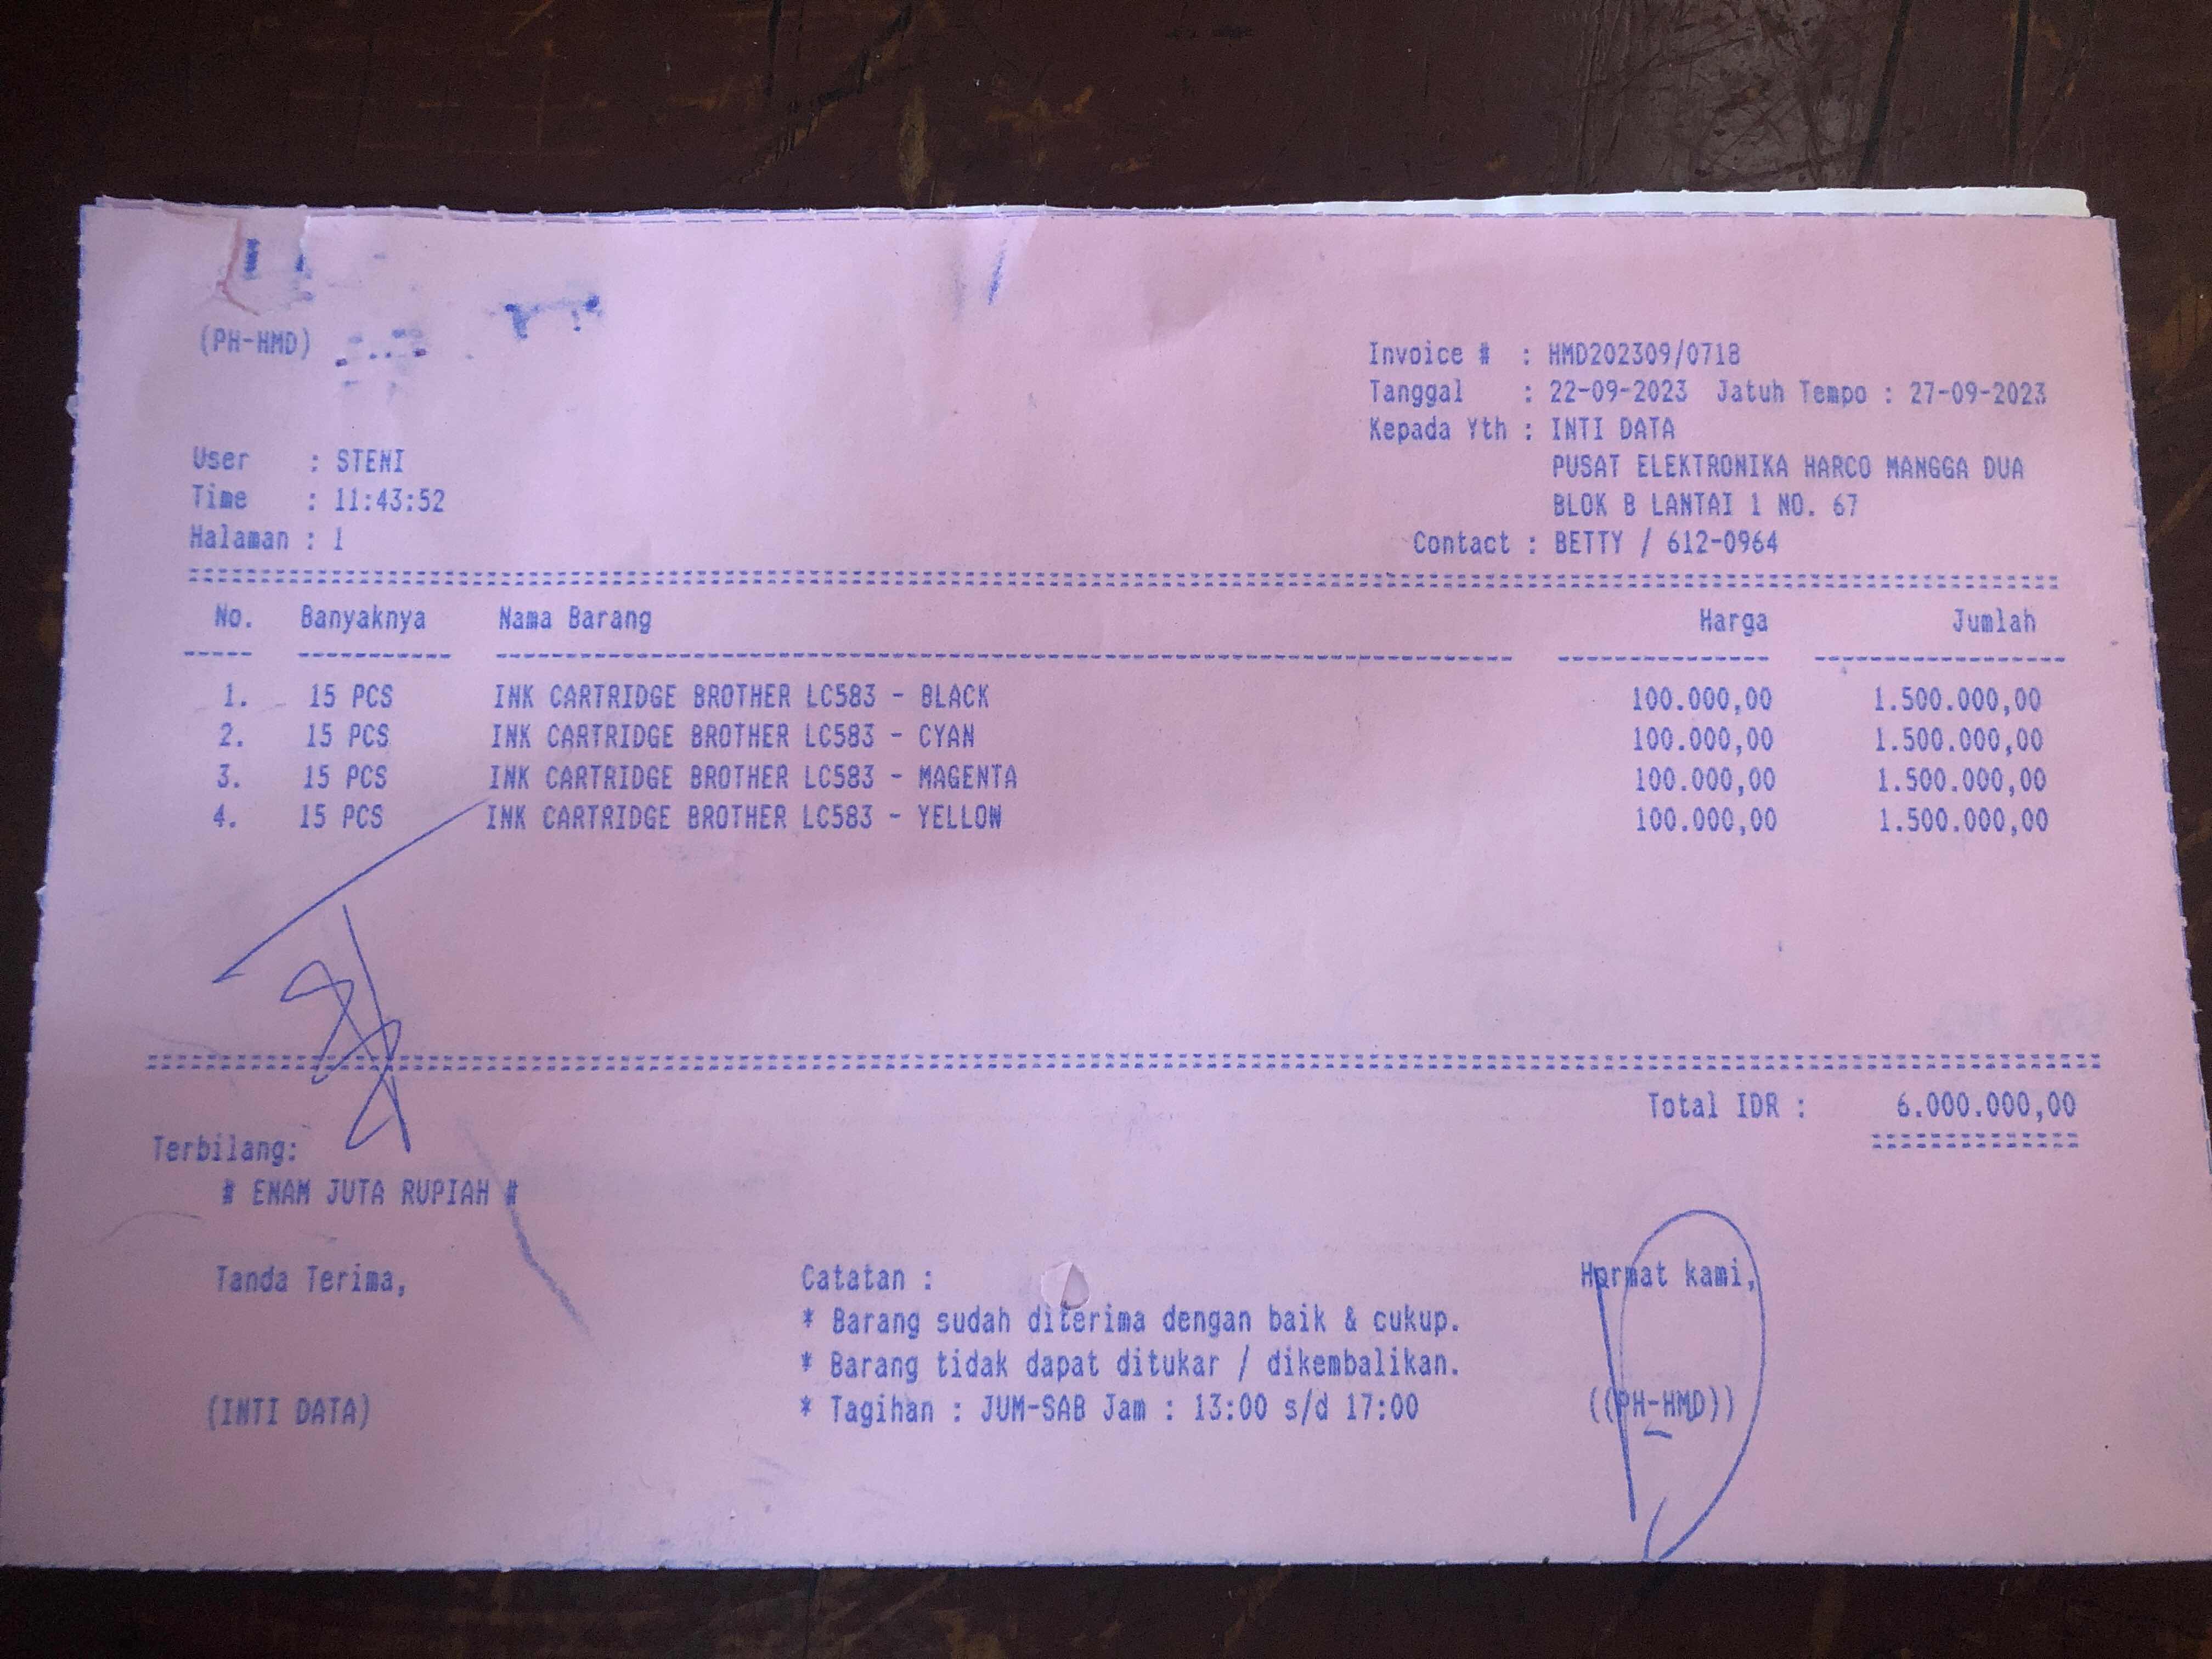 (PH-HMD)
Invoice # : HMD202309/0718
Tanggal : 22-09-2023 Jatuh Tempo : 27-09-2023
Kepada Yth : INTI DATA
PUSAT ELEKTRONIKA HARCO MANGGA DUA
BLOK B LANTAI 1 NO. 67
Contact : BETTY / 612-0964
User : STENI
Time : 11:43:52
Halaman : 1
No. Banyaknya Nama Barang Harga Jumlah
1. 15 PCS INK CARTRIDGE BROTHER LC583 - BLACK 100.000,00 1.500.000,00
2. 15 PCS INK CARTRIDGE BROTHER LC583 - CYAN 100.000,00 1.500.000,00
3. 15 PCS INK CARTRIDGE BROTHER LC583 - MAGENTA 100.000,00 1.500.000,00
4. 15 PCS INK CARTRIDGE BROTHER LC583 - YELLOW 100.000,00 1.500.000,00
Total IDR : 6.000.000,00
Terbilang:
# ENAM JUTA RUPIAH #
Tanda Terima,
(INTI DATA)
Catatan :
* Barang sudah diterima dengan baik & cukup.
* Barang tidak dapat ditukar / dikembalikan.
* Tagihan : JUM-SAB Jam : 13:00 s/d 17:00
Hormat kami,
((PH-HMD))